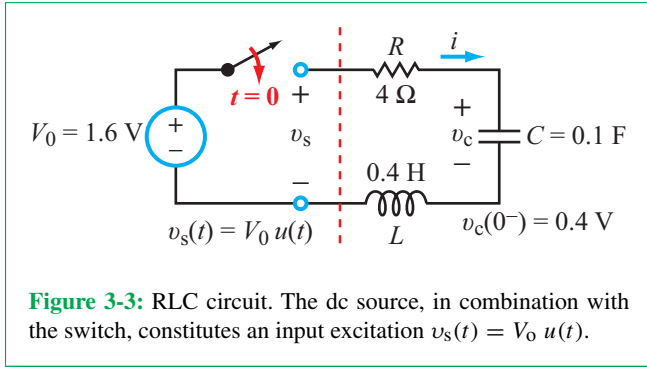 R
i
t = 0
+
4 Ω
+
V0 = 1.6 V
+
−
υs
υc
C = 0.1 F
−
0.4 H
−
υs(t) = V0 u(t)
L
υc(0−) = 0.4 V
Figure 3-3: RLC circuit. The dc source, in combination with
the switch, constitutes an input excitation υs(t) = Vo u(t).